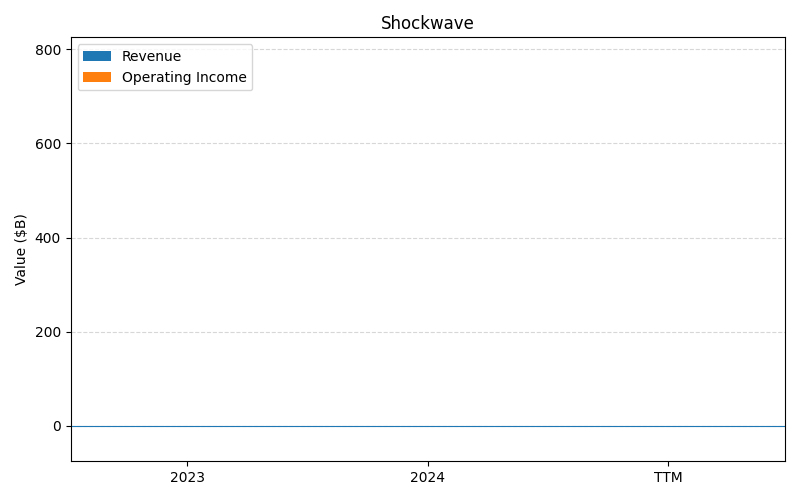 Shockwave
Revenue
Operating Income
Value ($B)
800
600
400
200
0
2023
2024
TTM